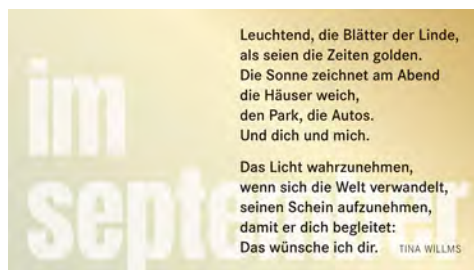 im
september
Leuchtend, die Blätter der Linde,
als seien die Zeiten golden.
Die Sonne zeichnet am Abend
die Häuser weich,
den Park, die Autos.
Und dich und mich.
Das Licht wahrzunehmen,
wenn sich die Welt verwandelt,
seinen Schein aufzunehmen,
damit er dich begleitet:
Das wünsche ich dir. TINA WILLMS